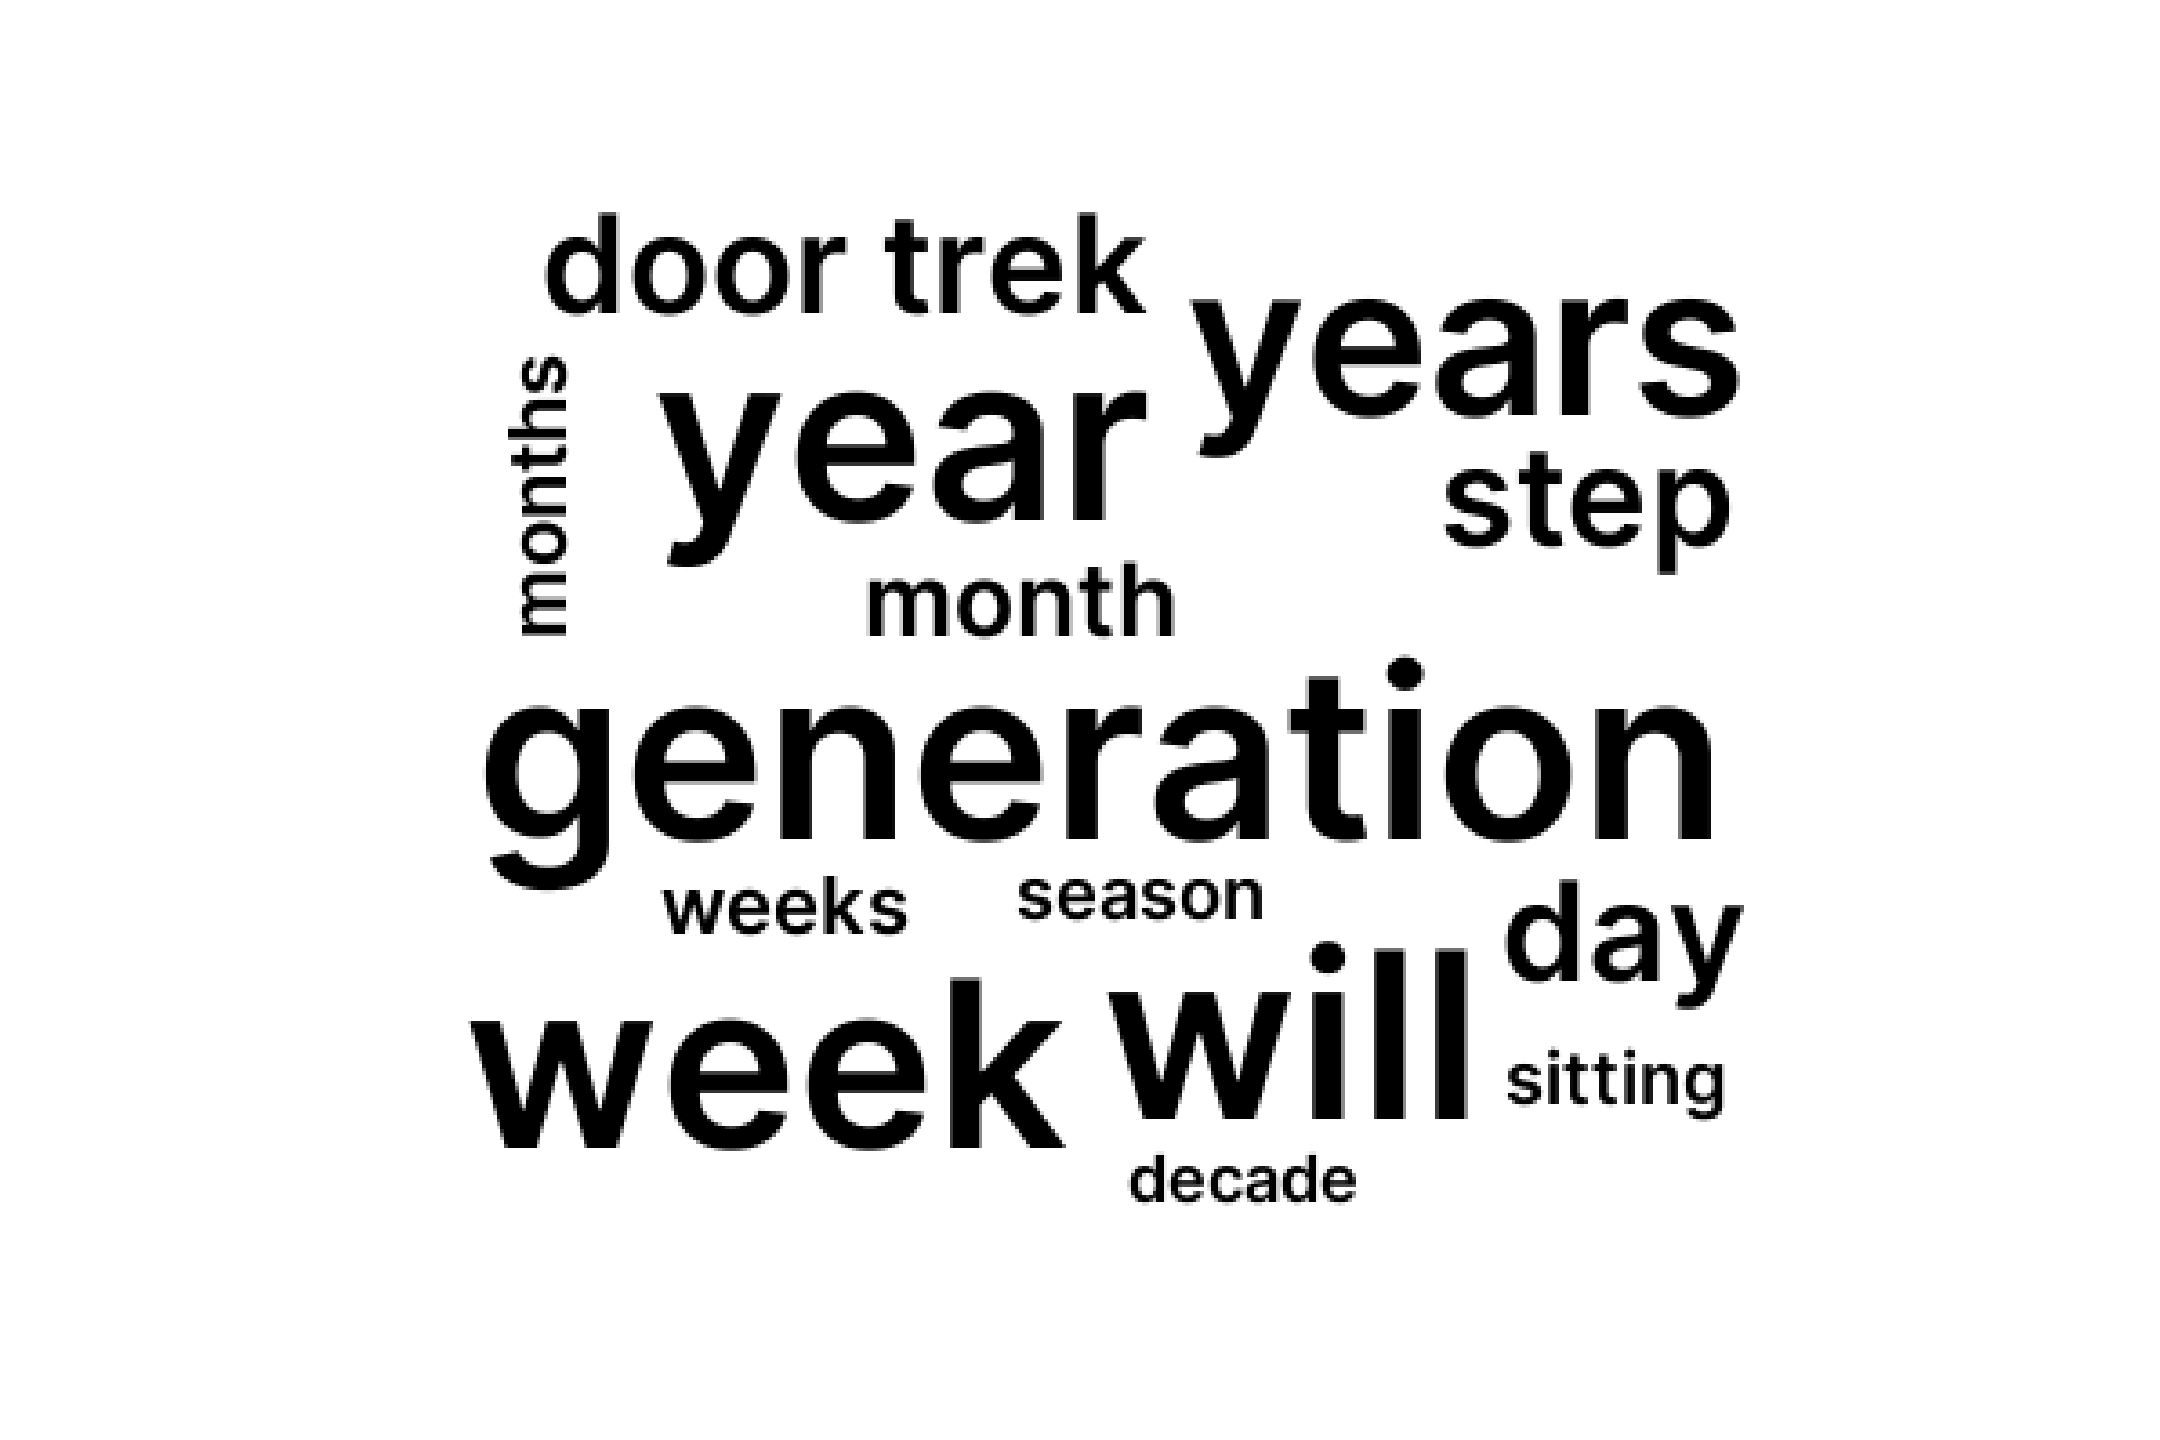 door trek
years
months
year
step
month
generation
weeks
season
day
week
will
sitting
decade